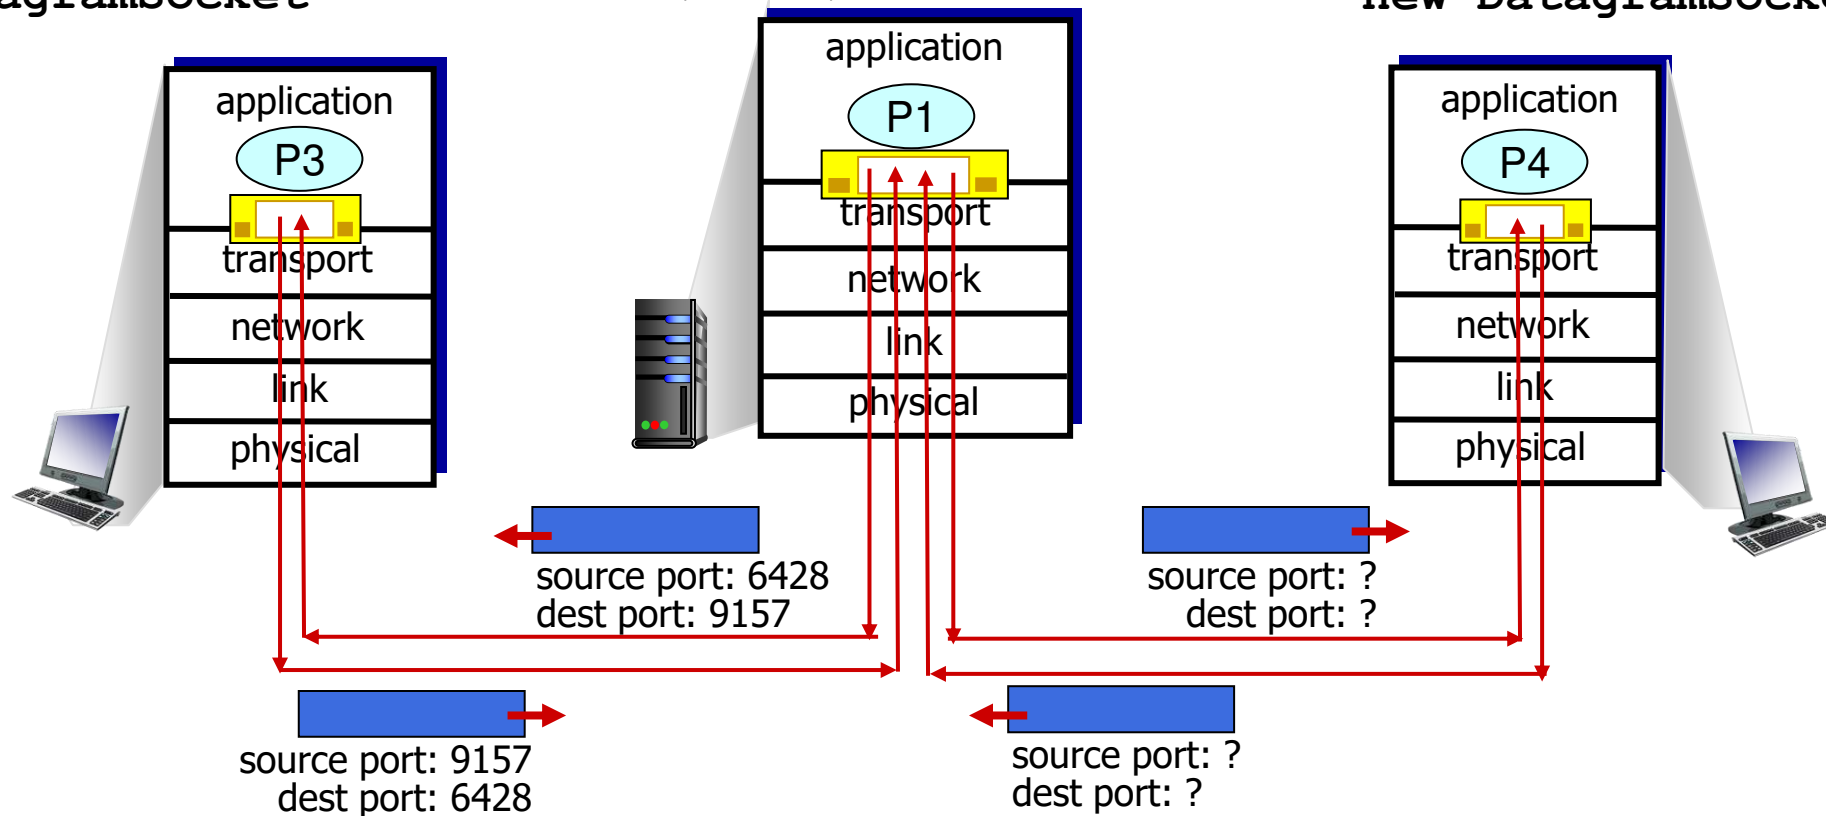 application
P3
transport
network
link
physical
application
P1
transport
network
link
physical
new
application
P4
transport
network
link
physical
source port: 6428
dest port: 9157
source port: ?
dest port: ?
source port: 9157
dest port: 6428
source port: ?
dest port: ?